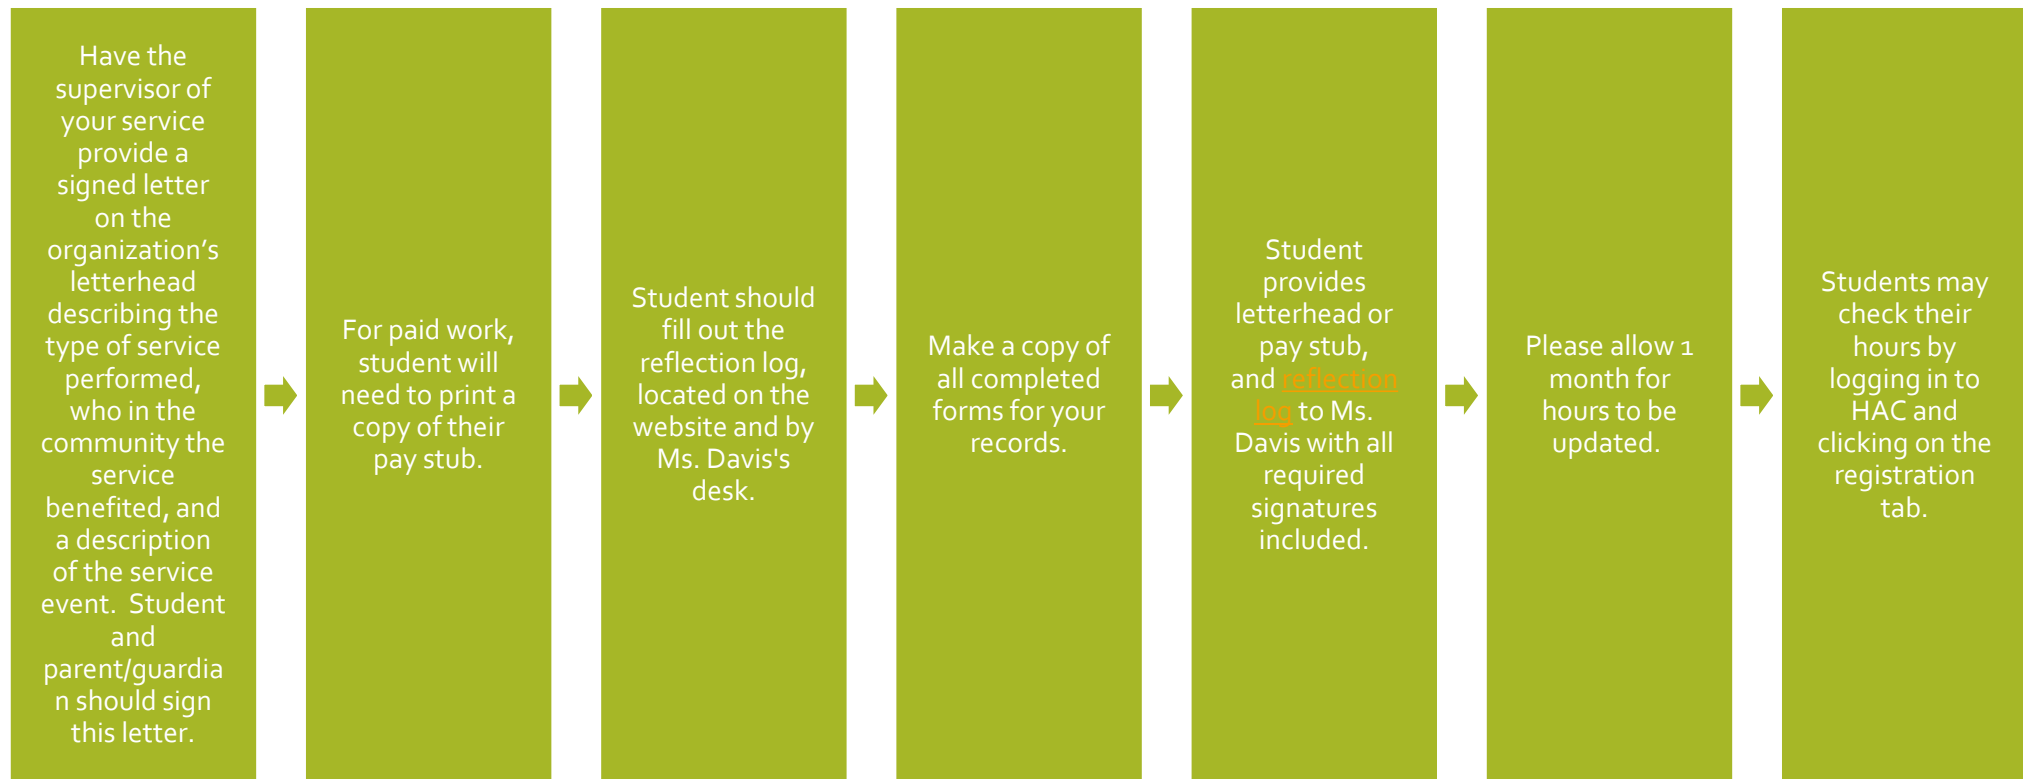 Have the
supervisor of
your service
provide a
signed letter
on the
organization’s
letterhead
describing the
type of service
performed,
who in the
community the
service
benefited, and
a description
of the service
event.  Student
and
parent/guardia
n should sign
this letter.
For paid work,
student will
need to print a
copy of their
pay stub.
Student should
fill out the
reflection log,
located on the
website and by
Ms. Davis's
desk.
Make a copy of
all completed
forms for your
records.
Student
provides
letterhead or
pay stub,
and reflection
log to Ms.
Davis with all
required
signatures
included.
Please allow 1
month for
hours to be
updated.
Students may
check their
hours by
logging in to
HAC and
clicking on the
registration
tab.